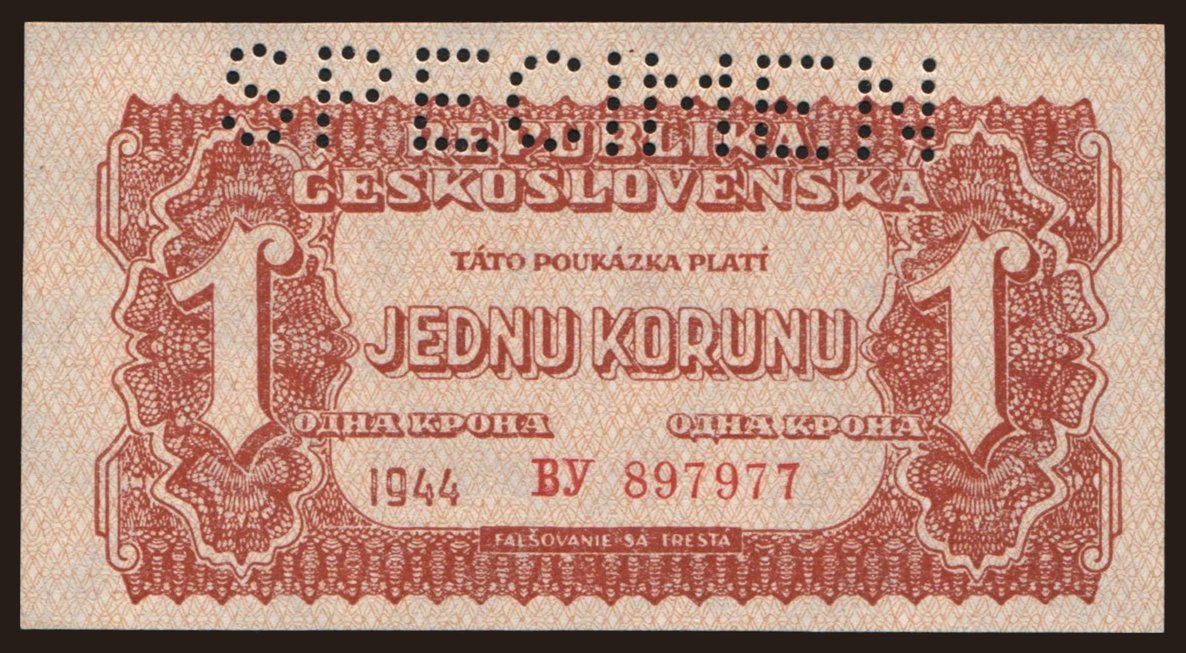 SPECIMEN
REPUBLIKA
ČESKOSLOVENSKÁ
TÁTO POUKÁZKA PLATÍ
JEDNU KORUNU
1 1
ОДНА КРОНА ОДНА КРОНА
1944 ВУ 897977
FALŠOVANIE SA TRESTÁ